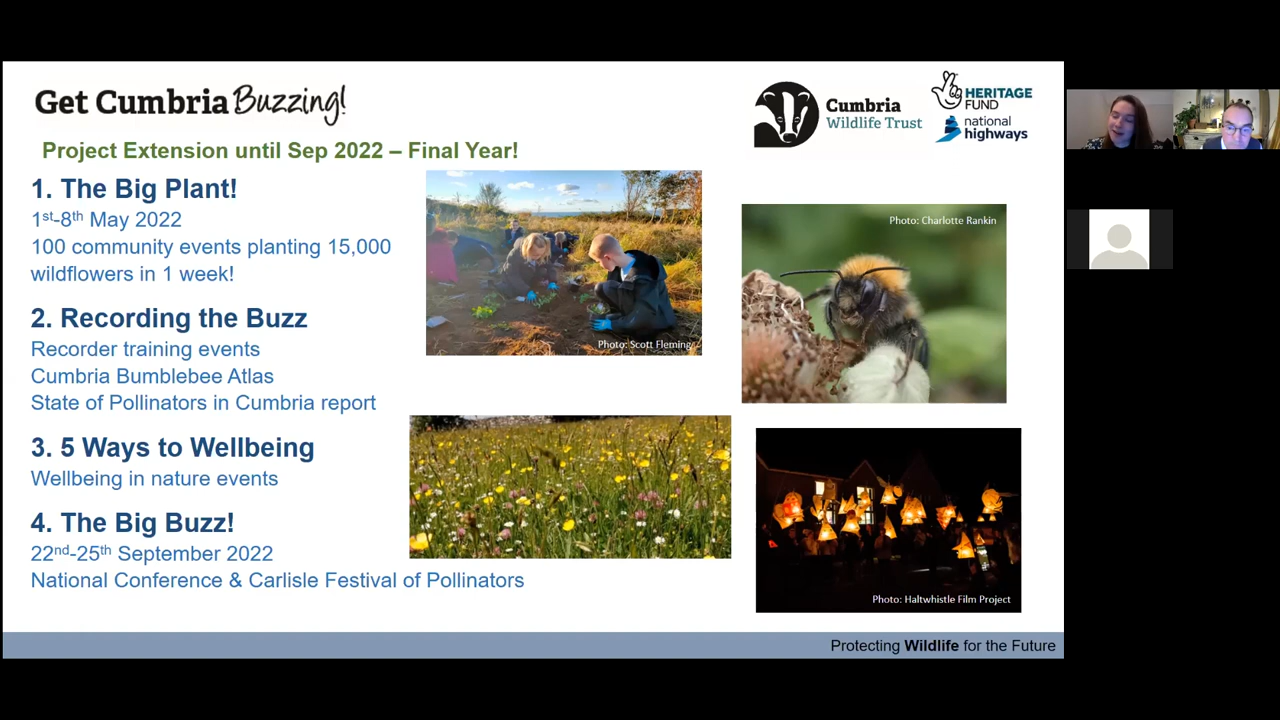 Get Cumbria Buzzing!
Cumbria
Wildlife Trust
HERITAGE
FUND
national
highways
Project Extension until Sep 2022 – Final Year!
1. The Big Plant!
1st-8th May 2022
100 community events planting 15,000
wildflowers in 1 week!
2. Recording the Buzz
Recorder training events
Cumbria Bumblebee Atlas
State of Pollinators in Cumbria report
3. 5 Ways to Wellbeing
Wellbeing in nature events
4. The Big Buzz!
22nd-25th September 2022
National Conference & Carlisle Festival of Pollinators
Photo: Scott Fleming
Photo: Charlotte Rankin
Photo: Haltwhistle Film Project
Protecting Wildlife for the Future